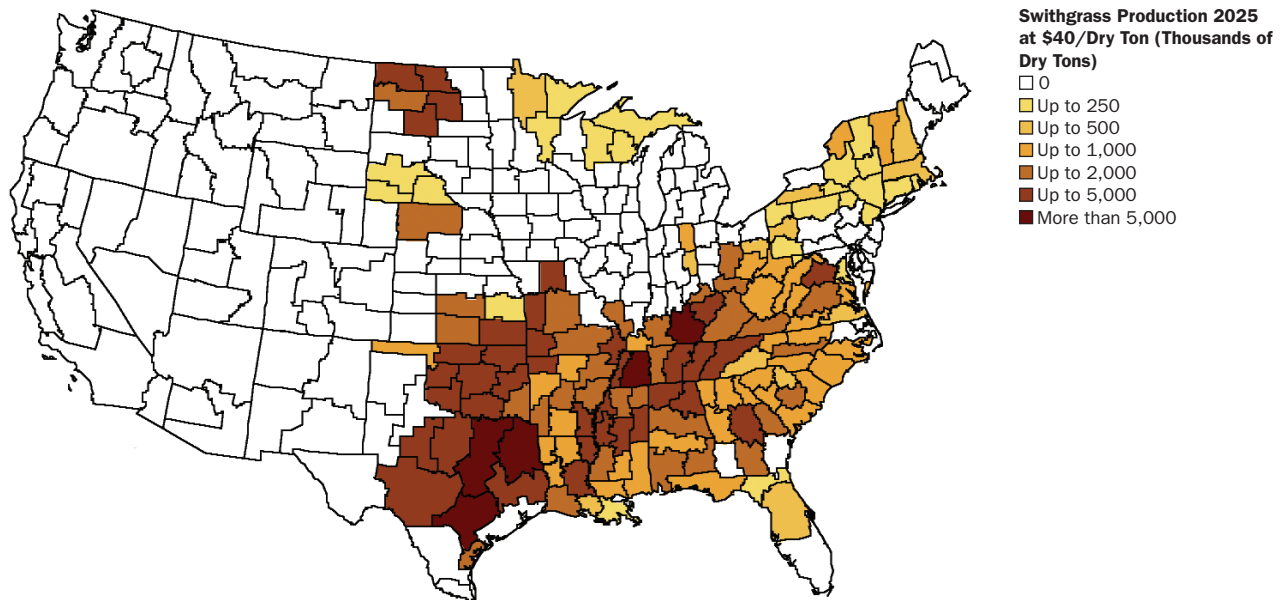 Swithgrass Production 2025
at $40/Dry Ton (Thousands of
Dry Tons)
0
Up to 250
Up to 500
Up to 1,000
Up to 2,000
Up to 5,000
More than 5,000